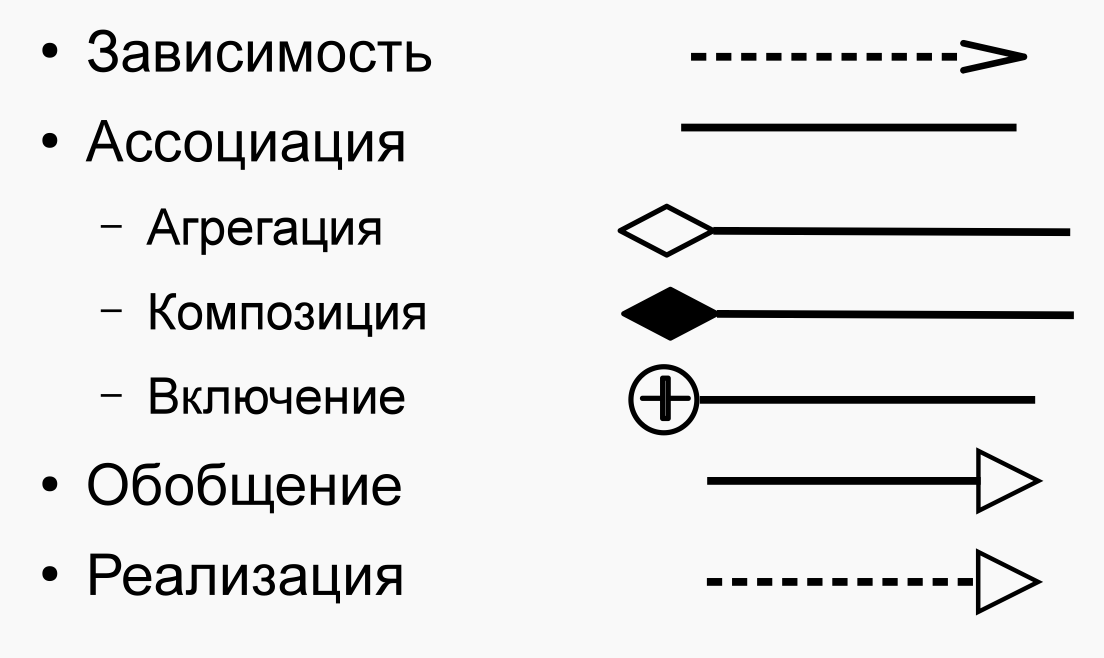 • Зависимость
• Ассоциация
– Агрегация
– Композиция
– Включение
• Обобщение
• Реализация